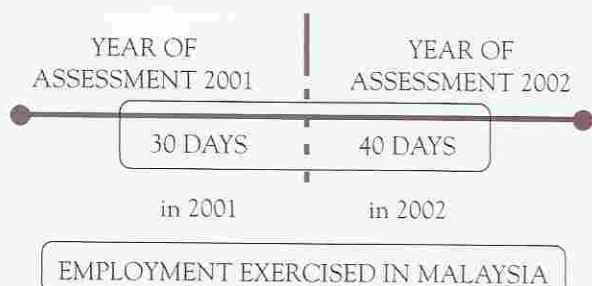 YEAR OF
ASSESSMENT 2001
YEAR OF
ASSESSMENT 2002
30 DAYS
40 DAYS
in 2001
in 2002
EMPLOYMENT EXERCISED IN MALAYSIA